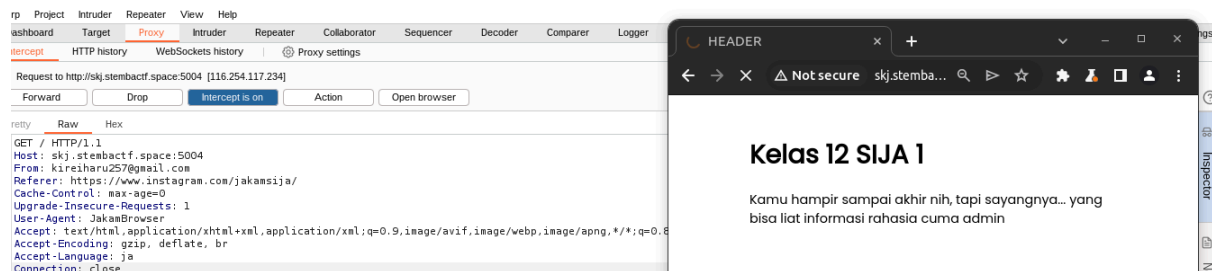 rp Project Intruder Repeater View Help
ashboard Target Proxy Intruder Repeater Collaborator Sequencer Decoder Comparer Logger
ntercept HTTP history WebSockets history Proxy settings
Request to http://skj.stembactf.space:5004 [116.254.117.234]
Forward Drop Intercept is on Action Open browser
retty Raw Hex
GET / HTTP/1.1
Host: skj.stembactf.space:5004
From: kireiharu257@gmail.com
Referer: https://www.instagram.com/jakamsija/
Cache-Control: max-age=0
Upgrade-Insecure-Requests: 1
User-Agent: JakamBrowser
Accept: text/html,application/xhtml+xml,application/xml;q=0.9,image/avif,image/webp,image/apng,*/*;q=0.8
Accept-Encoding: gzip, deflate, br
Accept-Language: ja
Connection: close
HEADER
Not secure skj.stemba...
Kelas 12 SIJA 1
Kamu hampir sampai akhir nih, tapi sayangnya... yang
bisa liat informasi rahasia cuma admin
ngs
Inspector